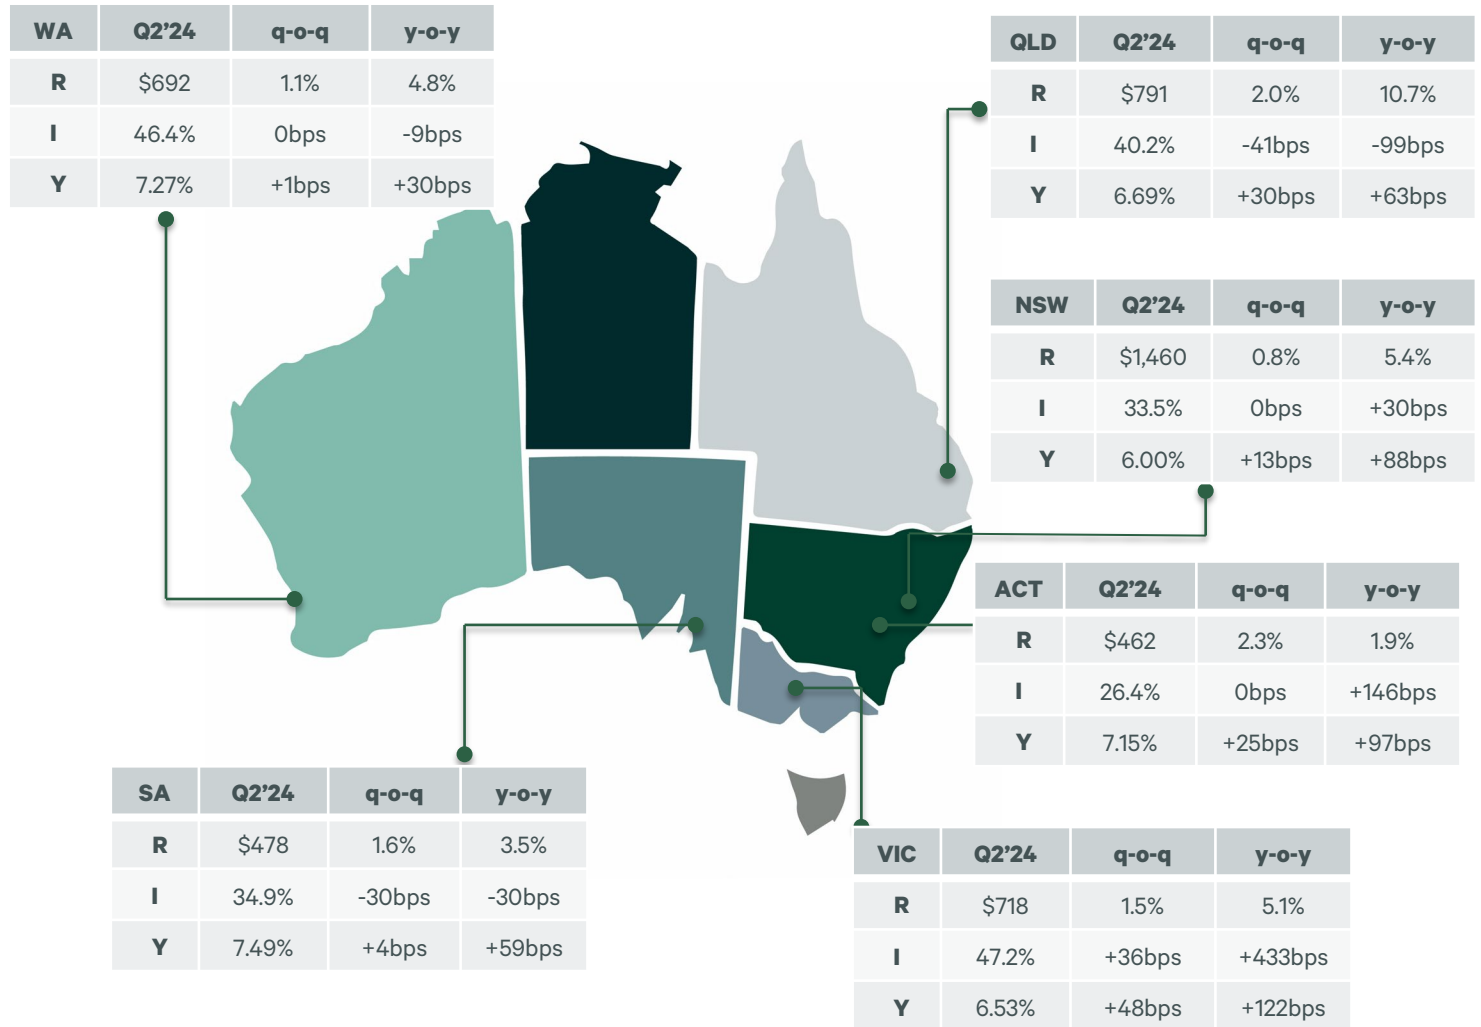 WA Q2’24 q-o-q y-o-y
R $692 1.1% 4.8%
I 46.4% 0bps -9bps
Y 7.27% +1bps +30bps
QLD Q2’24 q-o-q y-o-y
R $791 2.0% 10.7%
I 40.2% -41bps -99bps
Y 6.69% +30bps +63bps
NSW Q2’24 q-o-q y-o-y
R $1,460 0.8% 5.4%
I 33.5% 0bps +30bps
Y 6.00% +13bps +88bps
ACT Q2’24 q-o-q y-o-y
R $462 2.3% 1.9%
I 26.4% 0bps +146bps
Y 7.15% +25bps +97bps
SA Q2’24 q-o-q y-o-y
R $478 1.6% 3.5%
I 34.9% -30bps -30bps
Y 7.49% +4bps +59bps
VIC Q2’24 q-o-q y-o-y
R $718 1.5% 5.1%
I 47.2% +36bps +433bps
Y 6.53% +48bps +122bps